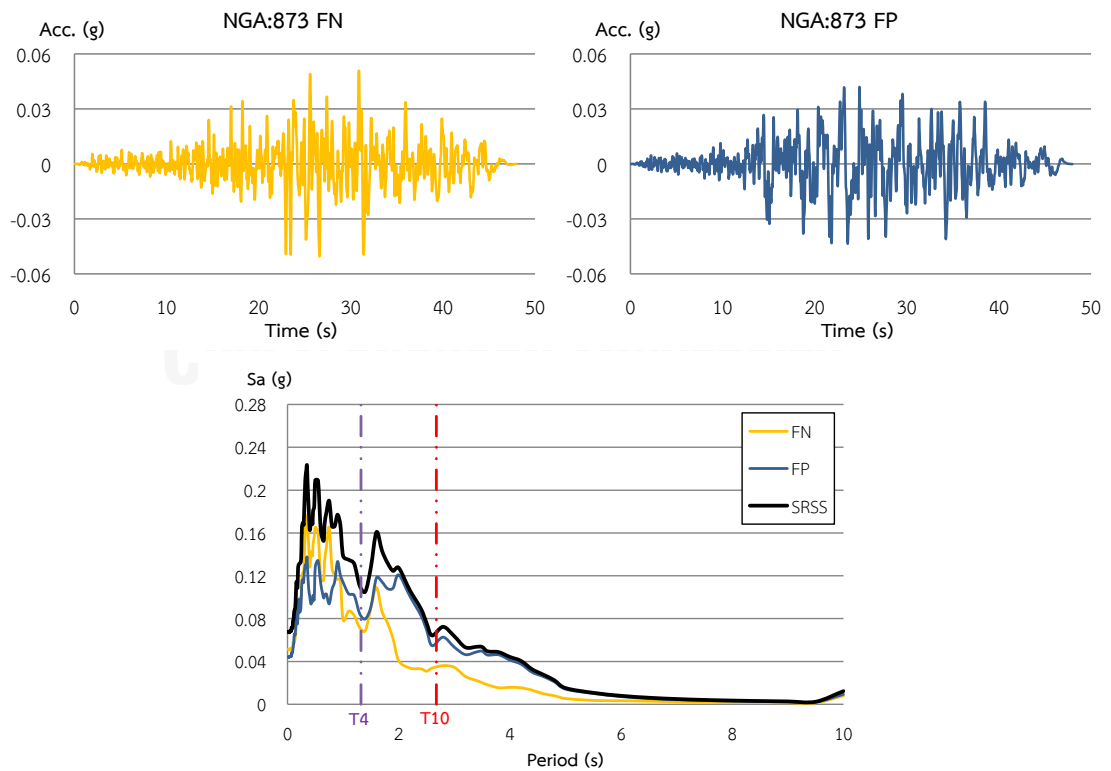 NGA:873 FN
Acc. (g)
0.06
0.03
0
-0.03
-0.06
0 10 20 30 40 50
Time (s)
NGA:873 FP
Acc. (g)
0.06
0.03
0
-0.03
-0.06
0 10 20 30 40 50
Time (s)
Sa (g)
0.28
0.24
0.2
0.16
0.12
0.08
0.04
0
FN
FP
SRSS
T4 T10
0 2 4 6 8 10
Period (s)